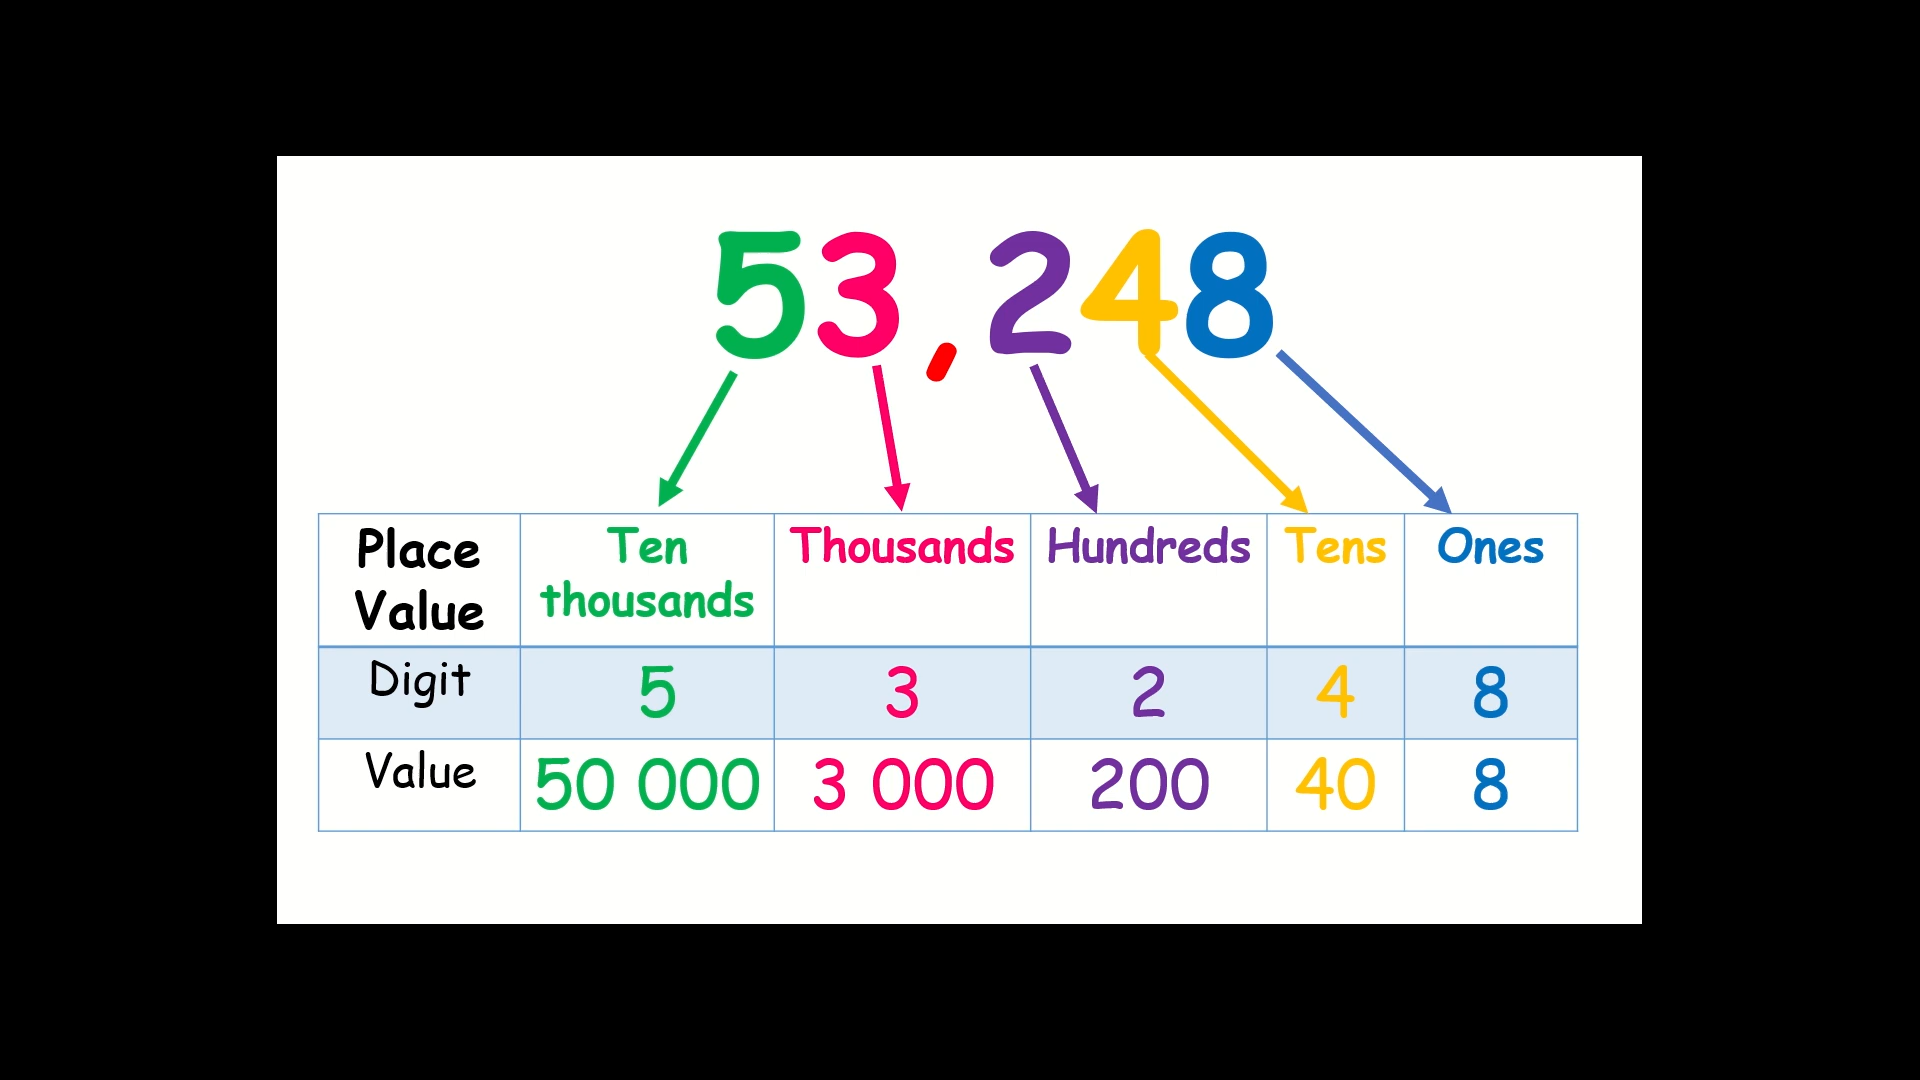 53,248
Place Value Ten thousands Thousands Hundreds Tens Ones
Digit 5 3 2 4 8
Value 50 000 3 000 200 40 8